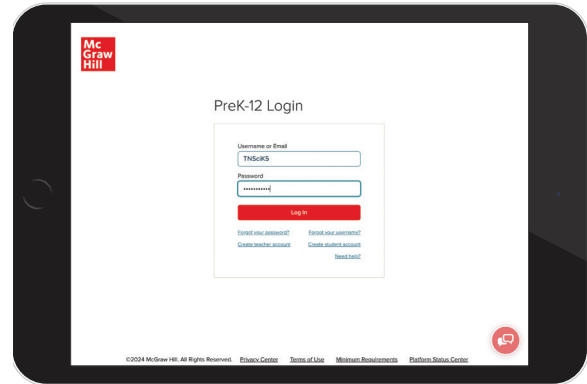 Mc
Graw
Hill
PreK-12 Login
Username or Email
TNSciK5
Password
•••••••••••
Log In
Forgot your password? Forgot your username?
Create teacher account Create student account
Need help?
©2024 McGraw Hill. All Rights Reserved. Privacy Center Terms of Use Minimum Requirements Platform Status Center